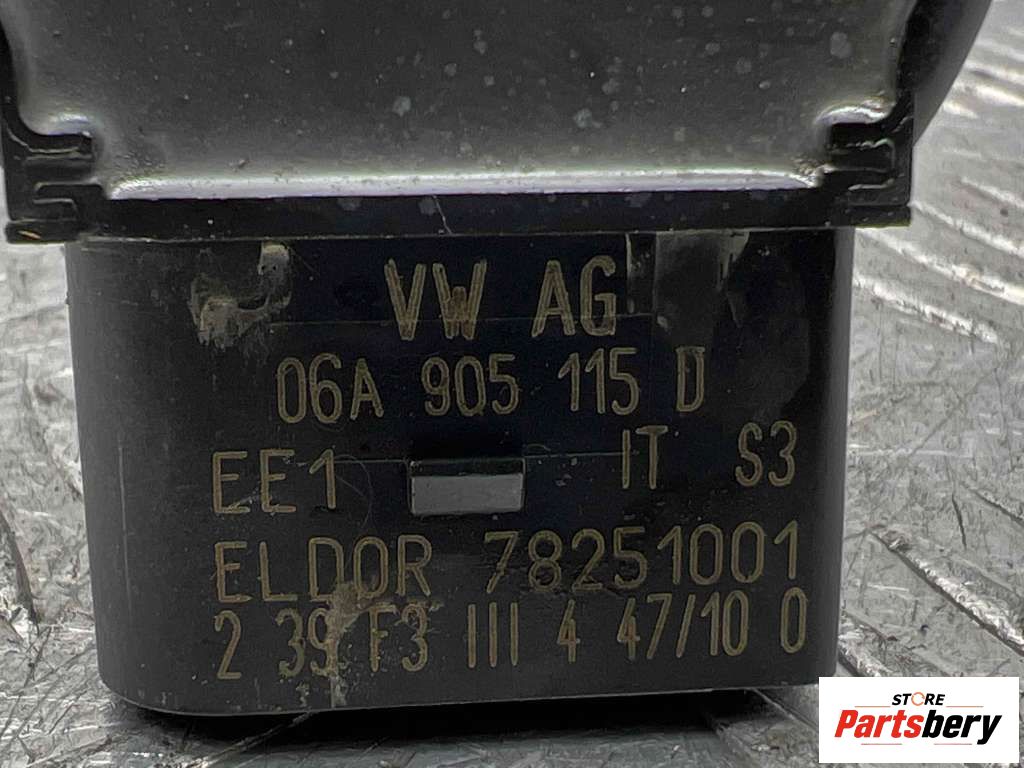 VW AG
06A 905 115 D
EE1 IT S3
ELDOR 78251001
2 39 F3 III 4 47/10 0
STORE
Partsbery